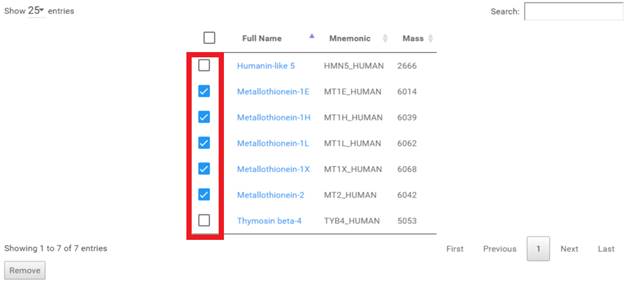 Show 25 entries Search:
Full Name Mnemonic Mass
Humanin-like 5 HMN5_HUMAN 2666
Metallothionein-1E MT1E_HUMAN 6014
Metallothionein-1H MT1H_HUMAN 6039
Metallothionein-1L MT1L_HUMAN 6062
Metallothionein-1X MT1X_HUMAN 6068
Metallothionein-2 MT2_HUMAN 6042
Thymosin beta-4 TYB4_HUMAN 5053
Showing 1 to 7 of 7 entries First Previous 1 Next Last
Remove